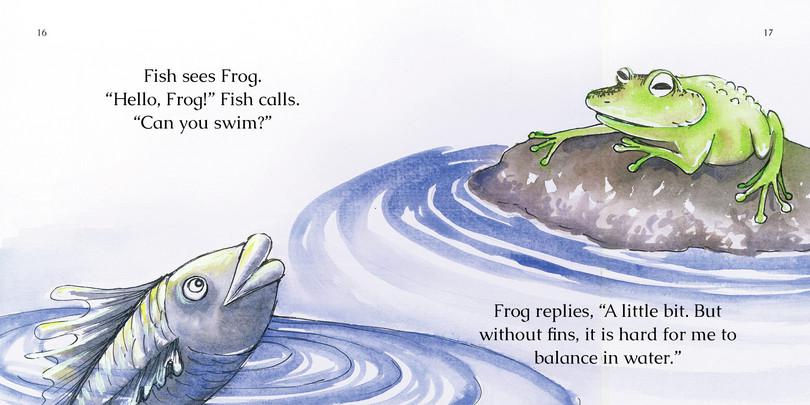 16
Fish sees Frog.
“Hello, Frog!” Fish calls.
“Can you swim?”
17
Frog replies, “A little bit. But
without fins, it is hard for me to
balance in water.”